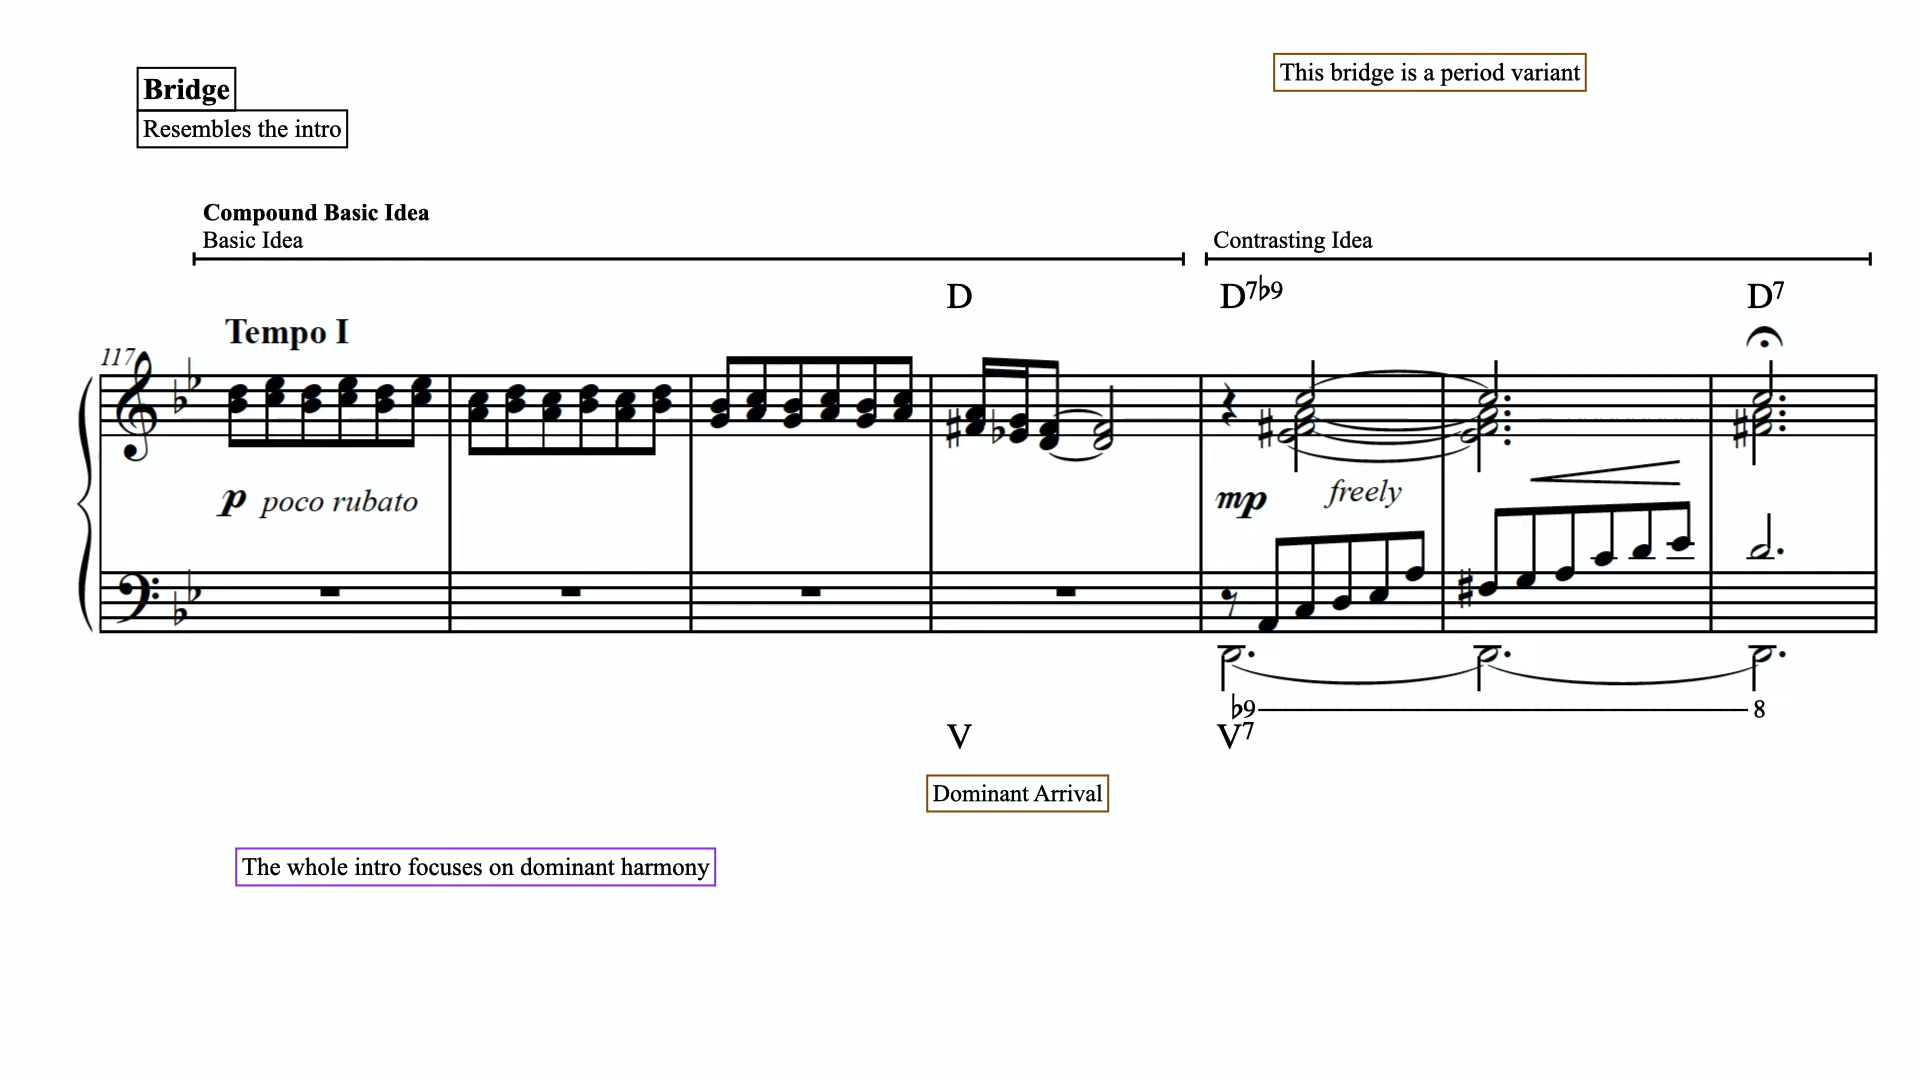 Bridge
Resembles the intro
This bridge is a period variant
Compound Basic Idea
Basic Idea
Contrasting Idea
D
D7♭9
D7
Tempo I
117
p poco rubato
mp
freely
♭9
8
V
V7
Dominant Arrival
The whole intro focuses on dominant harmony